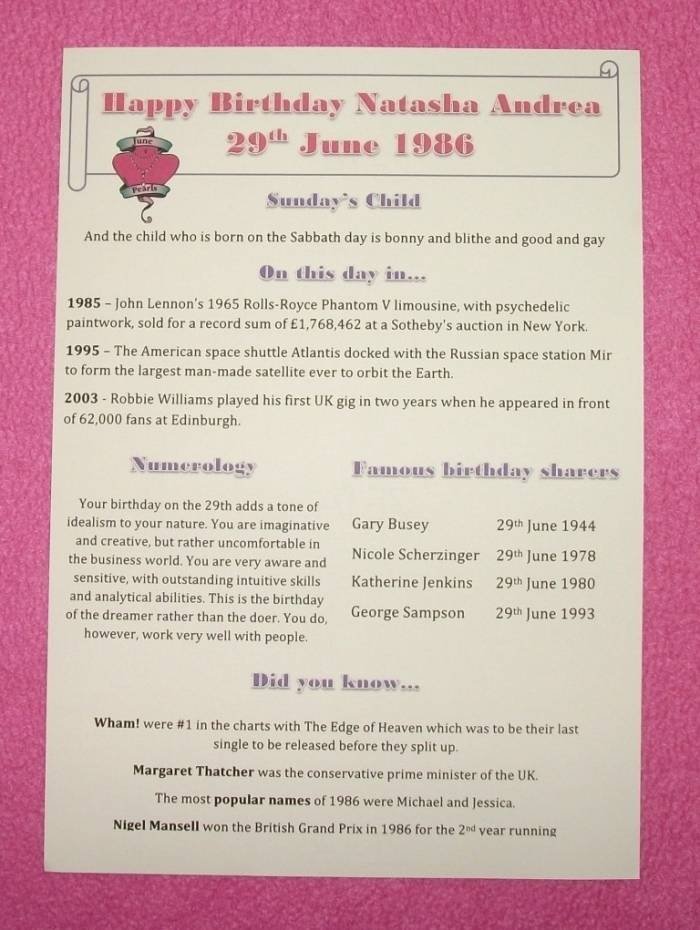 Happy Birthday Natasha Andrea
29th June 1986
June
Pearls
Sunday's Child
And the child who is born on the Sabbath day is bonny and blithe and good and gay
On this day in...
1985 – John Lennon's 1965 Rolls-Royce Phantom V limousine, with psychedelic
paintwork, sold for a record sum of £1,768,462 at a Sotheby's auction in New York.
1995 – The American space shuttle Atlantis docked with the Russian space station Mir
to form the largest man-made satellite ever to orbit the Earth.
2003 - Robbie Williams played his first UK gig in two years when he appeared in front
of 62,000 fans at Edinburgh.
Numerology
Your birthday on the 29th adds a tone of
idealism to your nature. You are imaginative
and creative, but rather uncomfortable in
the business world. You are very aware and
sensitive, with outstanding intuitive skills
and analytical abilities. This is the birthday
of the dreamer rather than the doer. You do,
however, work very well with people.
Famous birthday sharers
Gary Busey 29th June 1944
Nicole Scherzinger 29th June 1978
Katherine Jenkins 29th June 1980
George Sampson 29th June 1993
Did you know...
Wham! were #1 in the charts with The Edge of Heaven which was to be their last
single to be released before they split up.
Margaret Thatcher was the conservative prime minister of the UK.
The most popular names of 1986 were Michael and Jessica.
Nigel Mansell won the British Grand Prix in 1986 for the 2nd year running